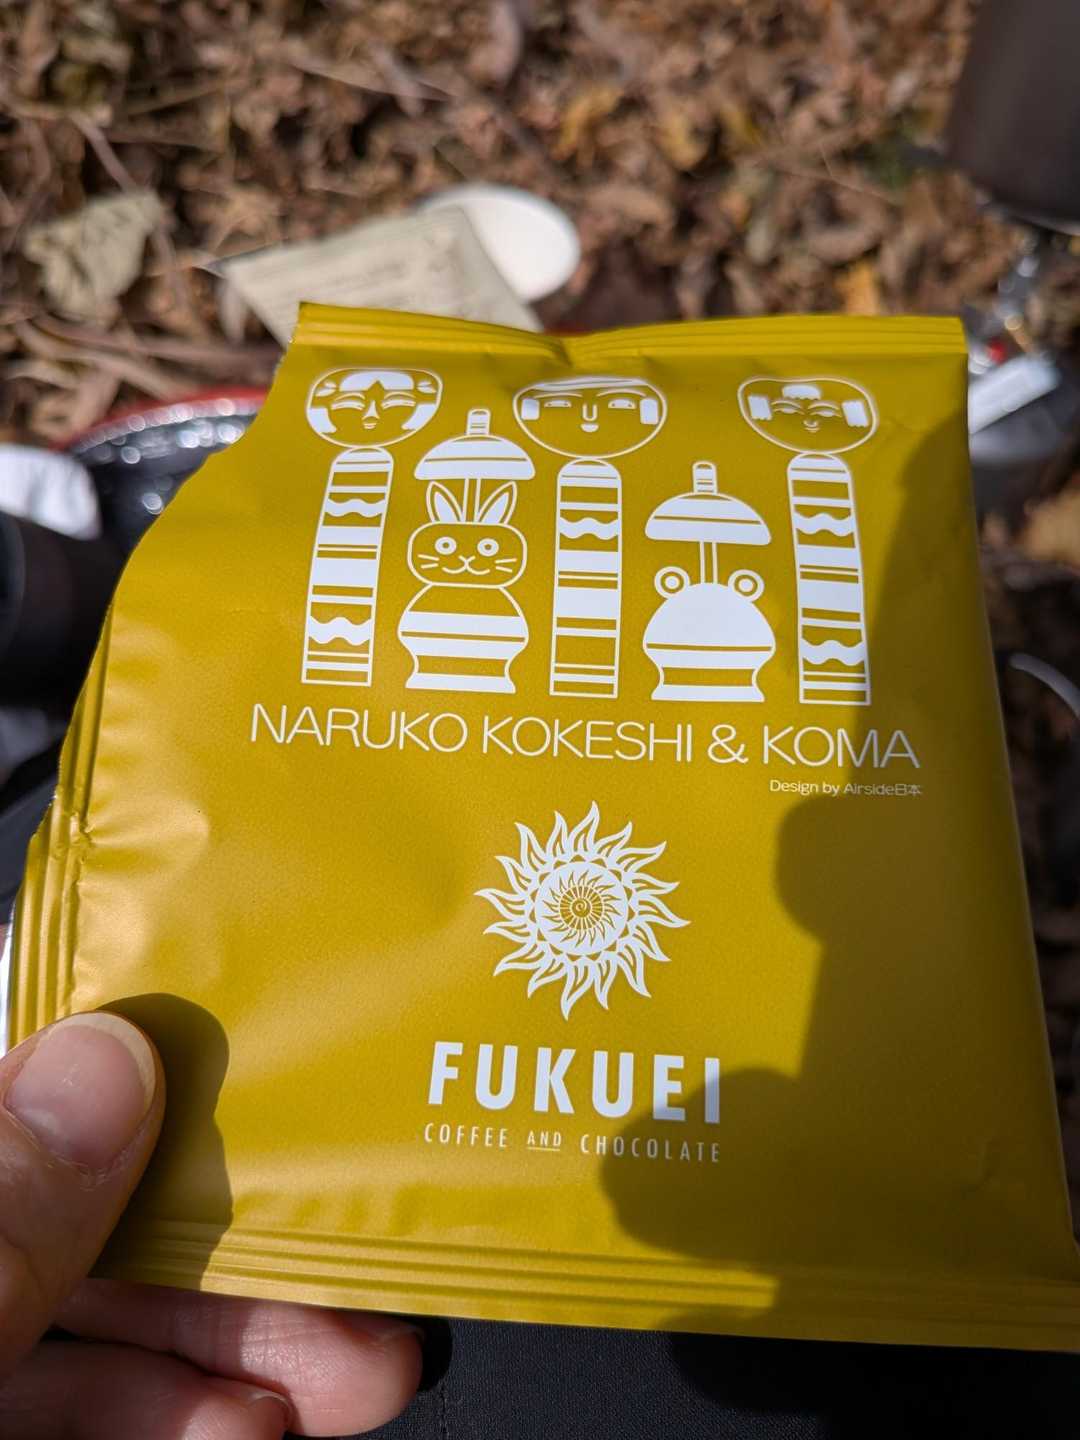 NARUKO KOKESHI & KOMA
Design by Airside日本
FUKUEI
COFFEE AND CHOCOLATE